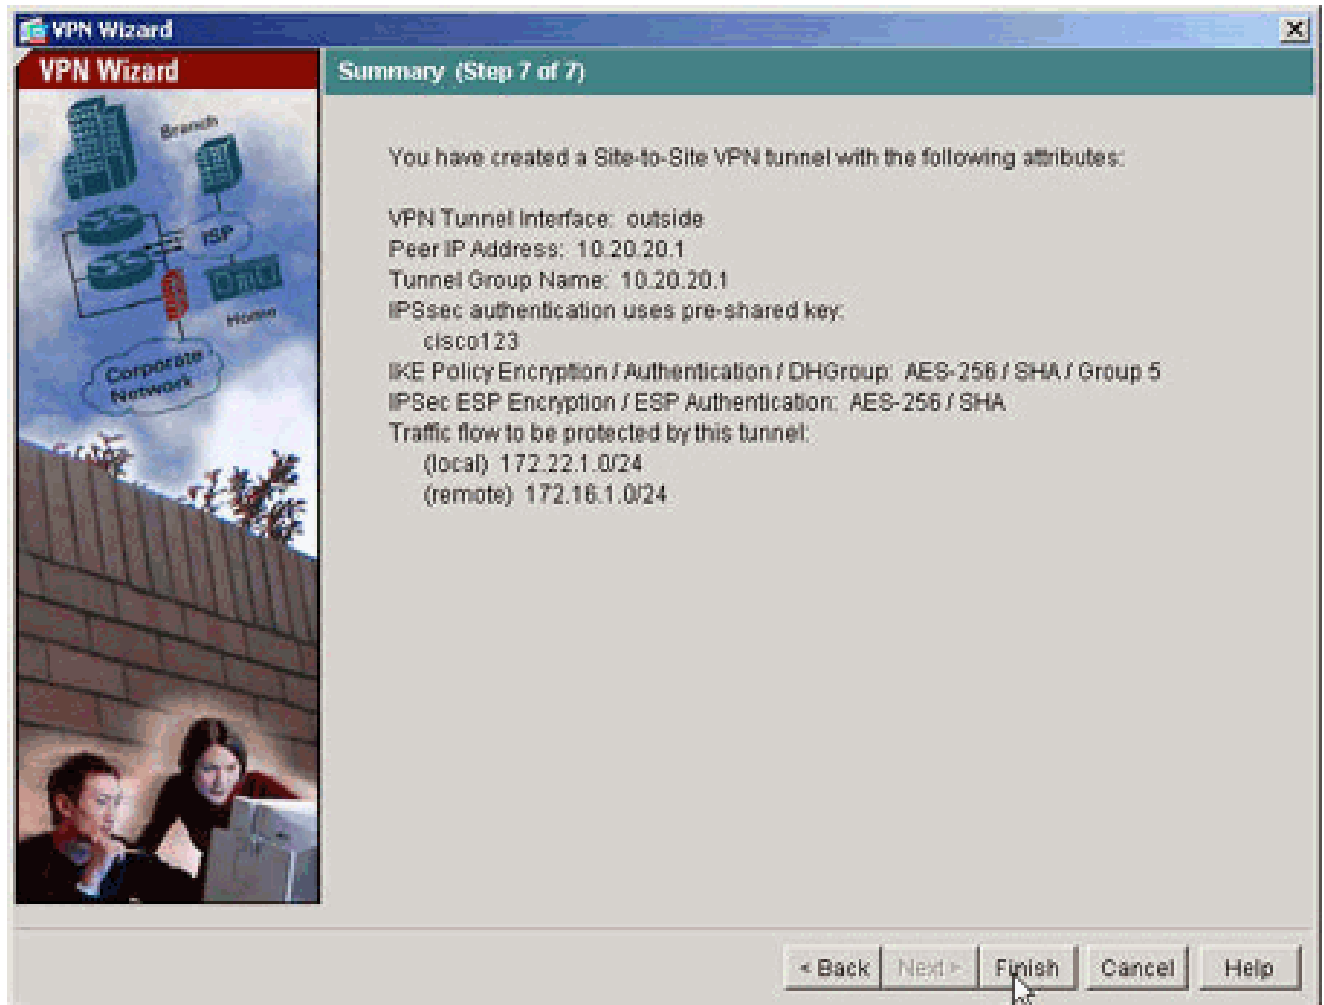 VPN Wizard
VPN Wizard
Summary (Step 7 of 7)
Branch
ISP
Home
Corporate
Network
You have created a Site-to-Site VPN tunnel with the following attributes:
VPN Tunnel Interface: outside
Peer IP Address: 10.20.20.1
Tunnel Group Name: 10.20.20.1
IPSsec authentication uses pre-shared key:
cisco123
IKE Policy Encryption / Authentication / DHGroup: AES-256 / SHA / Group 5
IPSec ESP Encryption / ESP Authentication: AES-256 / SHA
Traffic flow to be protected by this tunnel:
(local) 172.22.1.0/24
(remote) 172.16.1.0/24
< Back Next > Finish Cancel Help